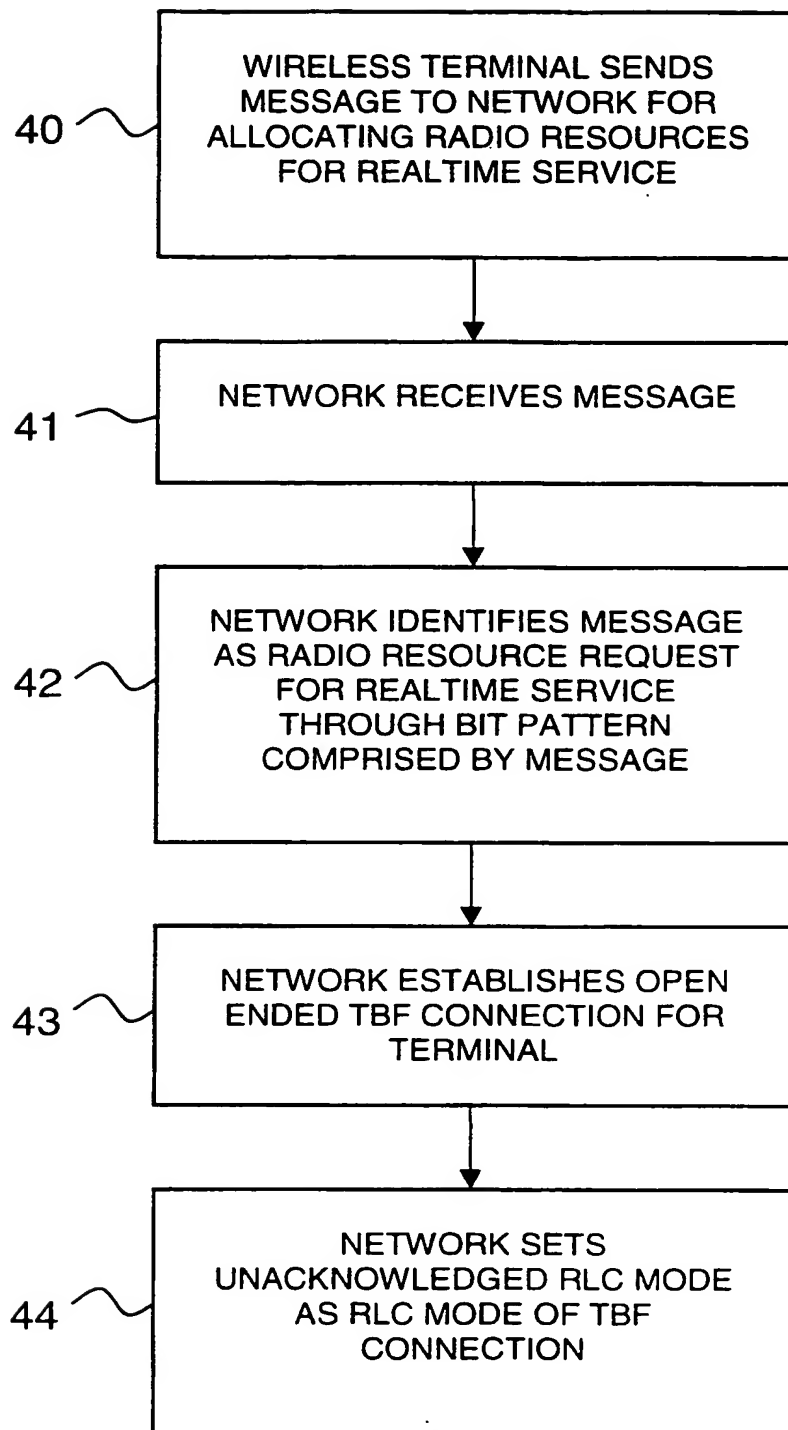 40
WIRELESS TERMINAL SENDS
MESSAGE TO NETWORK FOR
ALLOCATING RADIO RESOURCES
FOR REALTIME SERVICE
41
NETWORK RECEIVES MESSAGE
42
NETWORK IDENTIFIES MESSAGE
AS RADIO RESOURCE REQUEST
FOR REALTIME SERVICE
THROUGH BIT PATTERN
COMPRISED BY MESSAGE
43
NETWORK ESTABLISHES OPEN
ENDED TBF CONNECTION FOR
TERMINAL
44
NETWORK SETS
UNACKNOWLEDGED RLC MODE
AS RLC MODE OF TBF
CONNECTION